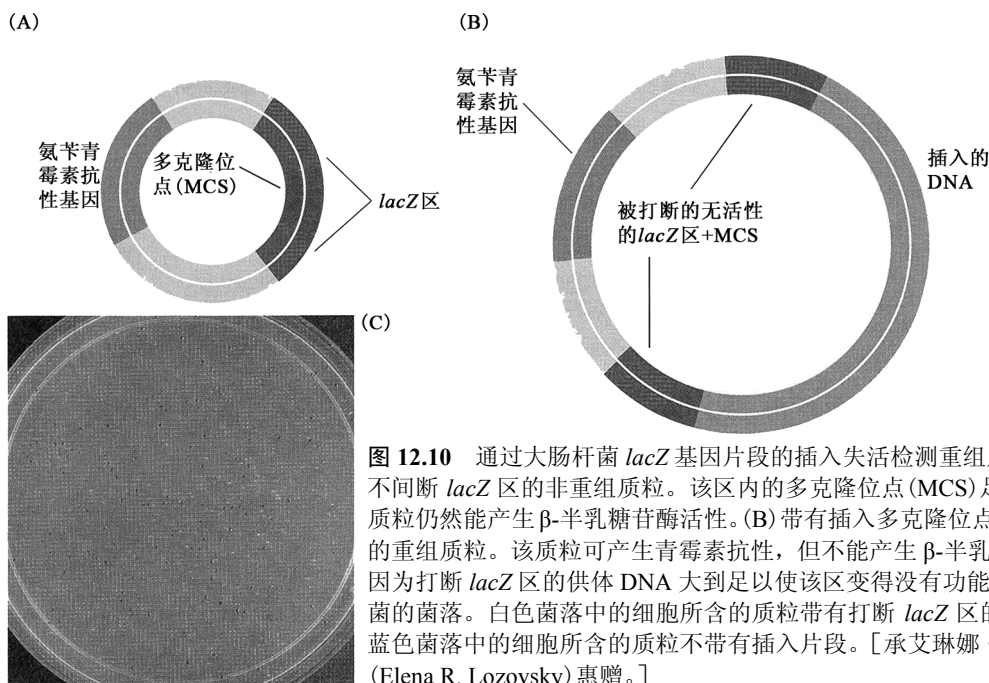 (A)
氨苄青
霉素抗
性基因
多克隆位
点(MCS)
lacZ区
(B)
氨苄青
霉素抗
性基因
插入的
DNA
被打断的无活性
的lacZ区+MCS
(C)
图 12.10 通过大肠杆菌 lacZ 基因片段的插入失活检测重组
不间断 lacZ 区的非重组质粒。该区内的多克隆位点(MCS)足
质粒仍然能产生β-半乳糖苷酶活性。(B)带有插入多克隆位点
的重组质粒。该质粒可产生青霉素抗性，但不能产生 β-半乳
因为打断 lacZ 区的供体 DNA 大到足以使该区变得没有功能
菌的菌落。白色菌落中的细胞所含的质粒带有打断 lacZ 区的
蓝色菌落中的细胞所含的质粒不带有插入片段。[承艾琳娜·
(Elena R. Lozovsky)惠赠。]